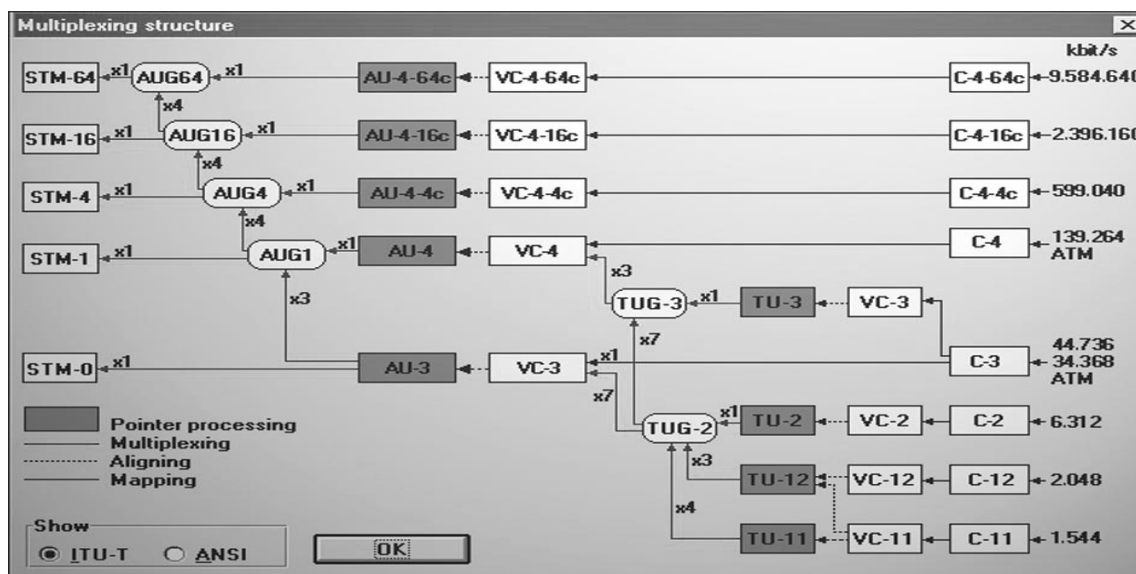 Multiplexing structure
kbit/s
STM-64 x1 AUG64 x1 AU-4-64c VC-4-64c C-4-64c 9.584.640
x4
STM-16 x1 AUG16 x1 AU-4-16c VC-4-16c C-4-16c 2.396.160
x4
STM-4 x1 AUG4 x1 AU-4-4c VC-4-4c C-4-4c 599.040
x4
STM-1 x1 AUG1 x1 AU-4 VC-4 C-4 139.264
ATM
x3 x3
TUG-3 x1 TU-3 VC-3
x7
STM-0 x1 AU-3 VC-3 x1 C-3 44.736
34.368
ATM
x7
Pointer processing
Multiplexing
Aligning
Mapping
TUG-2 x1 TU-2 VC-2 C-2 6.312
x3 TU-12 VC-12 C-12 2.048
x4 TU-11 VC-11 C-11 1.544
Show
ITU-T ANSI
OK